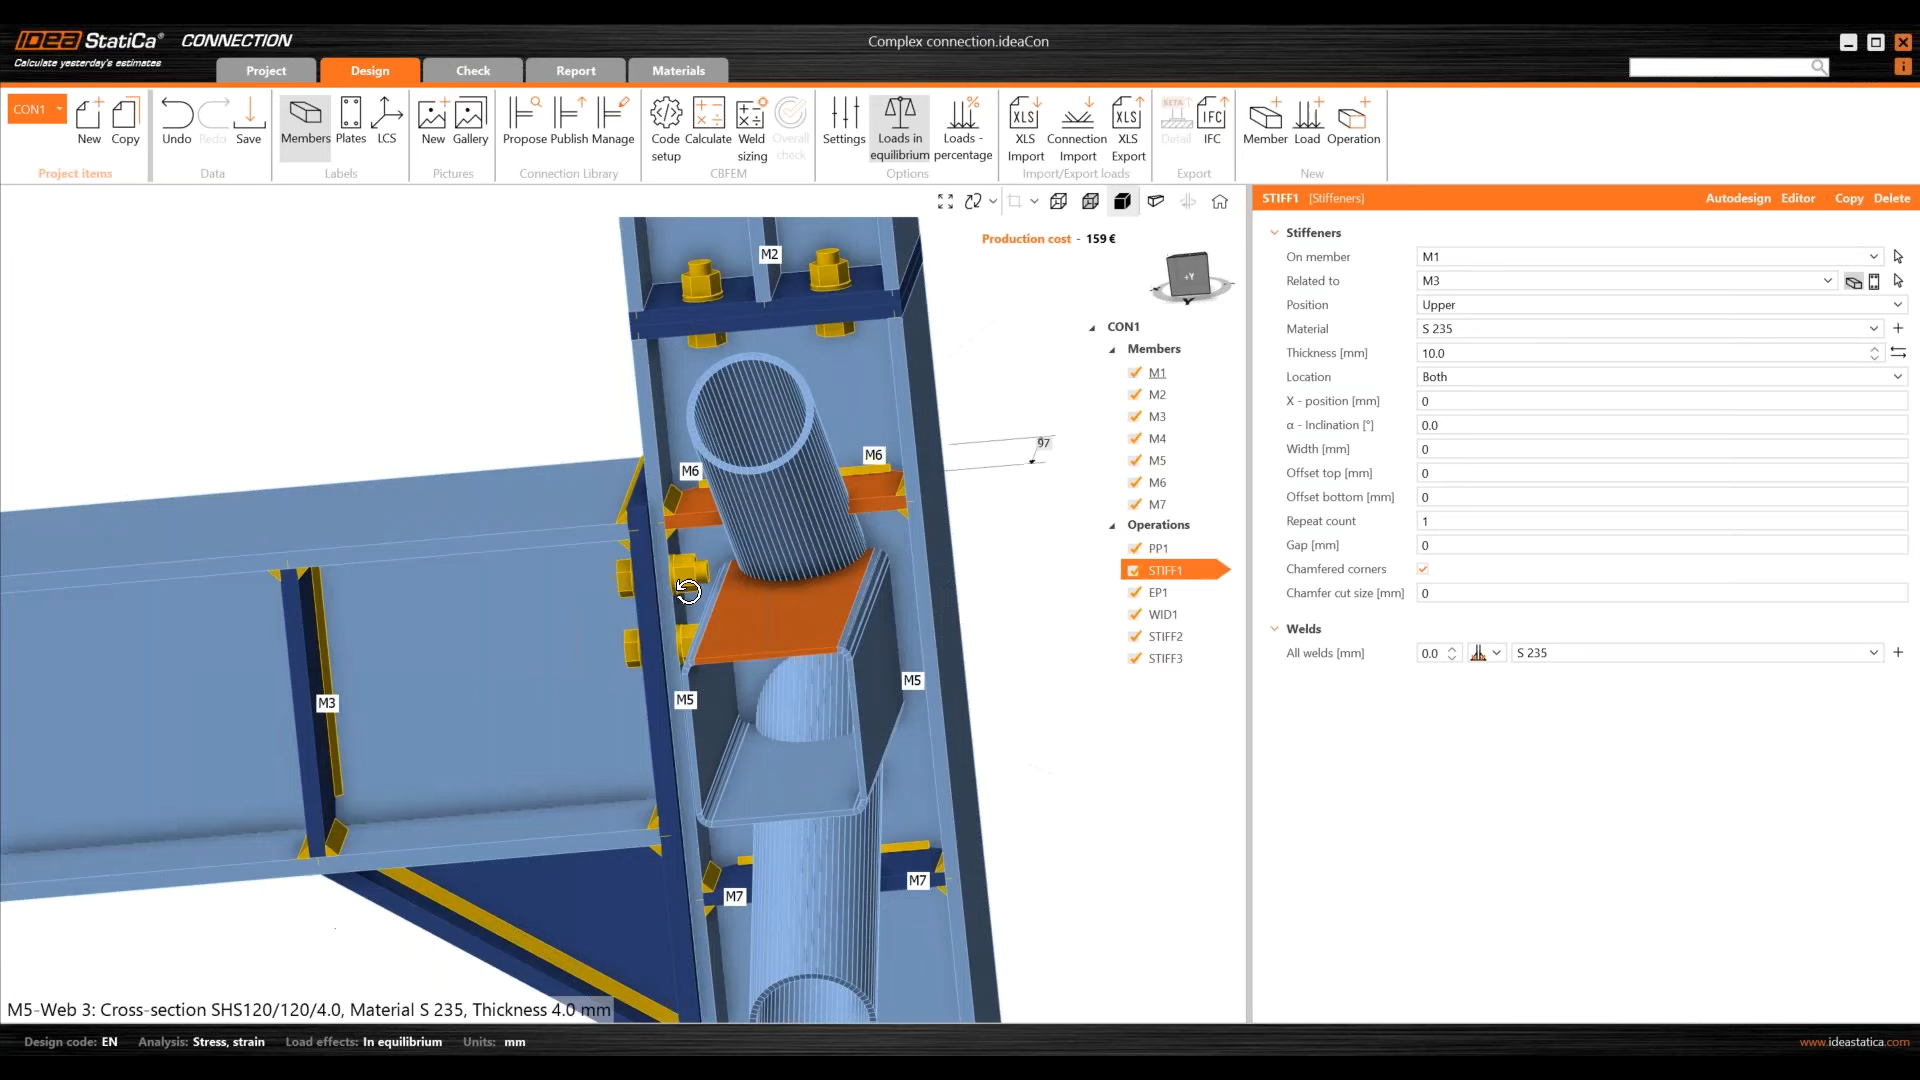 IDEA StatiCa® CONNECTION
Calculate yesterday's estimates
Complex connection.ideaCon
Project Design Check Report Materials
CON1
New Copy Undo Redo Save Members Plates LCS New Gallery Propose Publish Manage Code setup Calculate Weld sizing Overall check Settings Loads in equilibrium Loads - percentage XLS Import Connection Import XLS Export BETA Detail IFC Member Load Operation
Project items Data Labels Pictures Connection Library CBFEM Options Import/Export loads Export New
Production cost - 159 €
+Y
M2
M6
M6
97
M3
M5
M5
M7
M7
CON1
Members
M1
M2
M3
M4
M5
M6
M7
Operations
PP1
STIFF1
EP1
WID1
STIFF2
STIFF3
STIFF1 [Stiffeners] Autodesign Editor Copy Delete
Stiffeners
On member M1
Related to M3
Position Upper
Material S 235
Thickness [mm] 10.0
Location Both
X - position [mm] 0
α - Inclination [°] 0.0
Width [mm] 0
Offset top [mm] 0
Offset bottom [mm] 0
Repeat count 1
Gap [mm] 0
Chamfered corners
Chamfer cut size [mm] 0
Welds
All welds [mm] 0.0 S 235
M5-Web 3: Cross-section SHS120/120/4.0, Material S 235, Thickness 4.0 mm
Design code: EN Analysis: Stress, strain Load effects: In equilibrium Units: mm
www.ideastatica.com